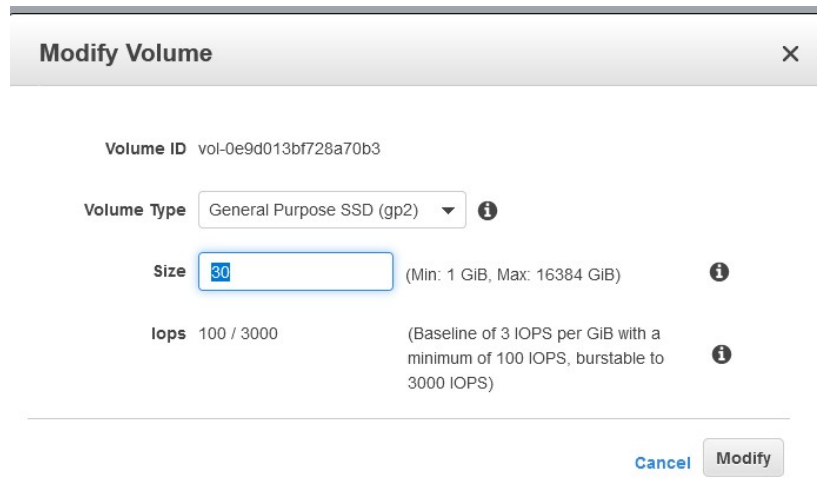 Modify Volume
Volume ID vol-0e9d013bf728a70b3
Volume Type General Purpose SSD (gp2)
Size 30 (Min: 1 GiB, Max: 16384 GiB)
Iops 100 / 3000 (Baseline of 3 IOPS per GiB with a
minimum of 100 IOPS, burstable to
3000 IOPS)
Cancel Modify